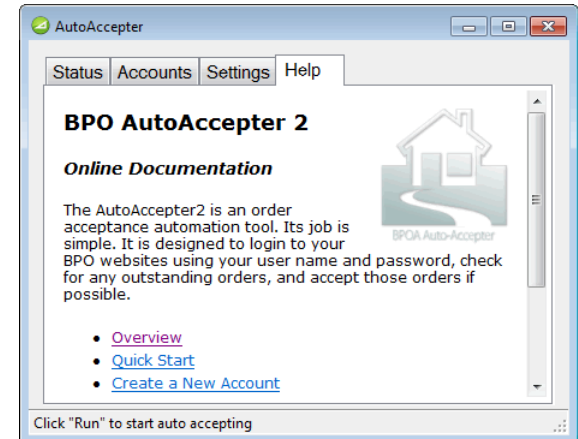 AutoAccepter
Status Accounts Settings Help
BPO AutoAccepter 2
Online Documentation
The AutoAccepter2 is an order
acceptance automation tool. Its job is
simple. It is designed to login to your
BPO websites using your user name and password, check
for any outstanding orders, and accept those orders if
possible.
BPOA Auto-Accepter
• Overview
• Quick Start
• Create a New Account
Click "Run" to start auto accepting